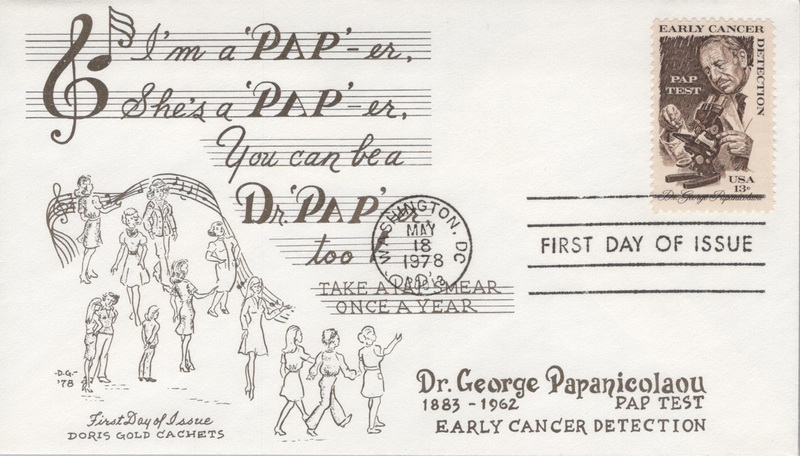 I'm a 'PAP'-er,
She's a 'PAP'-er,
You can be a
Dr. 'PAP'-er
too
TAKE A PAP SMEAR
ONCE A YEAR
EARLY CANCER
DETECTION
PAP
TEST
USA
13c
Dr. George Papanicolaou
WASHINGTON, DC
MAY
18
1978
FIRST DAY OF ISSUE
-D.G.-
'78
First Day of Issue
DORIS GOLD CACHETS
Dr. George Papanicolaou
1883 - 1962 PAP TEST
EARLY CANCER DETECTION